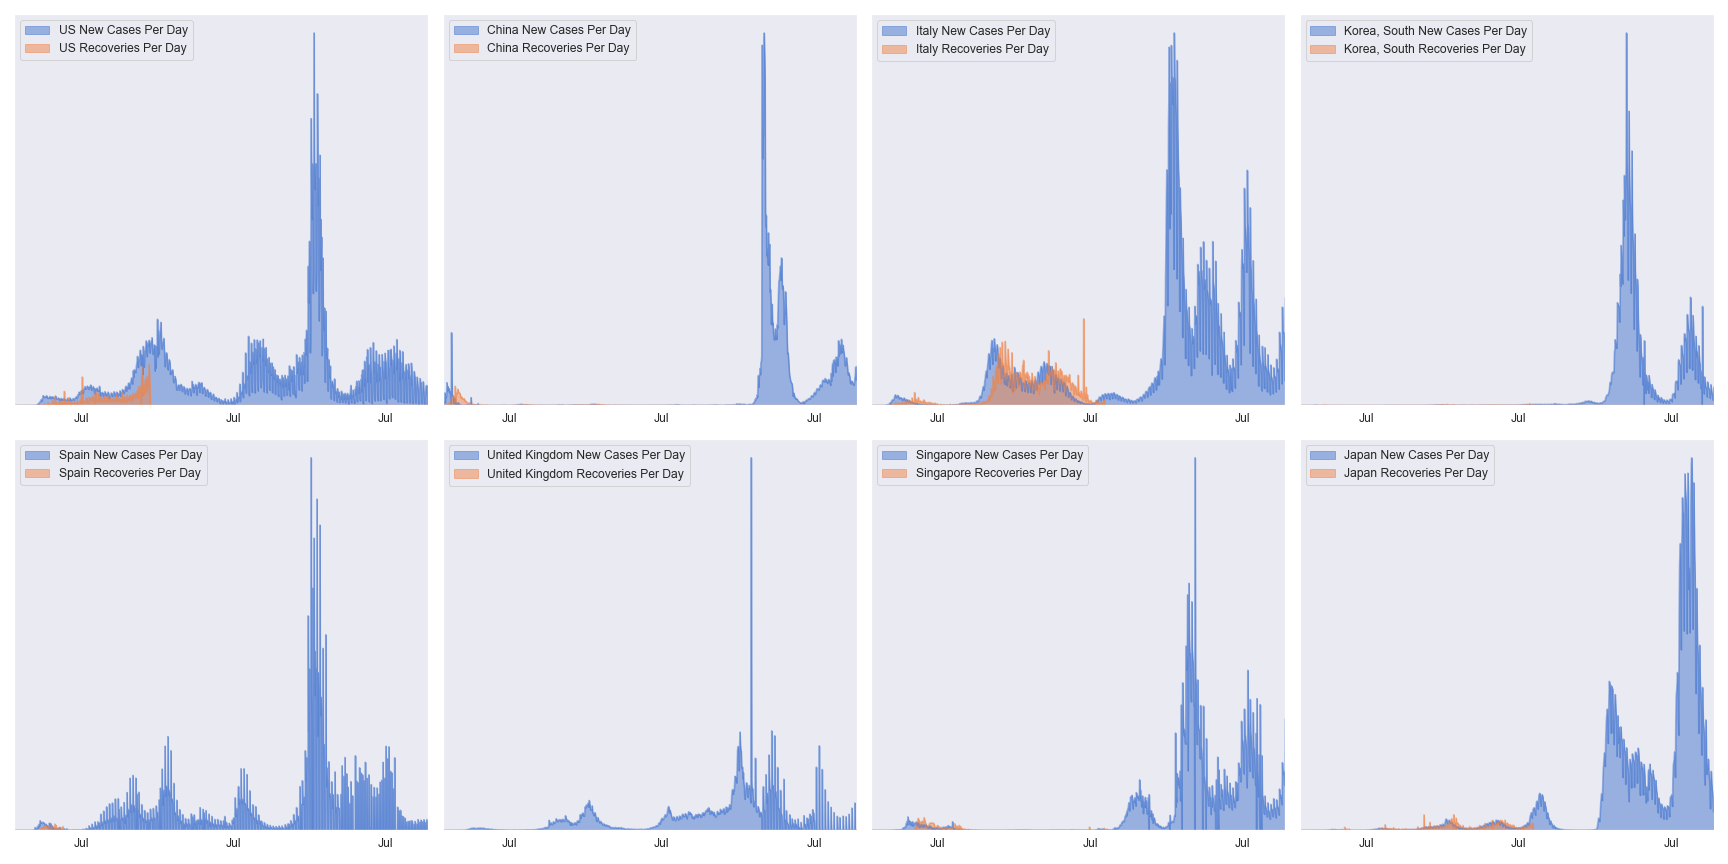 US New Cases Per Day
US Recoveries Per Day
China New Cases Per Day
China Recoveries Per Day
Italy New Cases Per Day
Italy Recoveries Per Day
Korea, South New Cases Per Day
Korea, South Recoveries Per Day
Jul Jul Jul
Jul Jul Jul
Jul Jul Jul
Jul Jul Jul
Spain New Cases Per Day
Spain Recoveries Per Day
United Kingdom New Cases Per Day
United Kingdom Recoveries Per Day
Singapore New Cases Per Day
Singapore Recoveries Per Day
Japan New Cases Per Day
Japan Recoveries Per Day
Jul Jul Jul
Jul Jul Jul
Jul Jul Jul
Jul Jul Jul